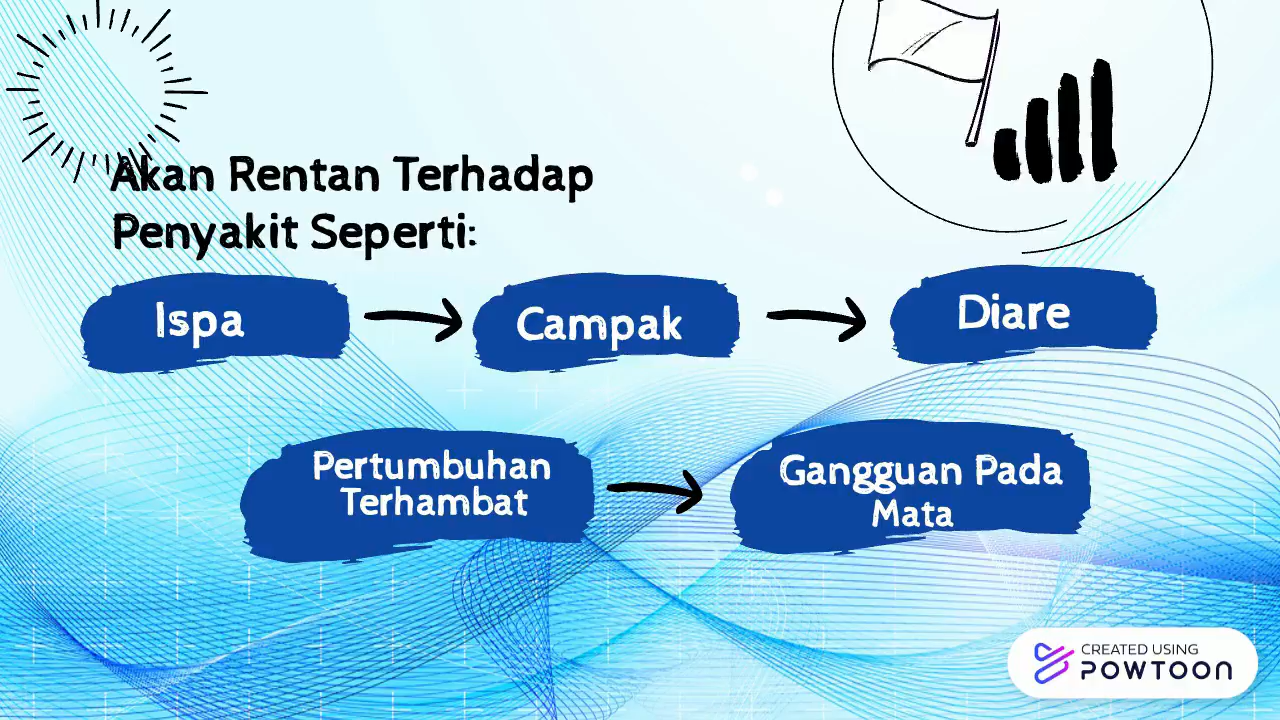 Akan Rentan Terhadap
Penyakit Seperti:
Ispa
Campak
Diare
Pertumbuhan
Terhambat
Gangguan Pada
Mata
CREATED USING
POWTOON